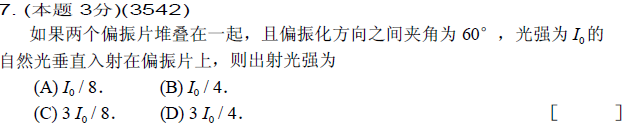 7. (本题 3分)(3542)
如果两个偏振片堆叠在一起，且偏振化方向之间夹角为 60°，光强为 I₀ 的
自然光垂直入射在偏振片上，则出射光强为
(A) I₀ / 8． (B) I₀ / 4．
(C) 3 I₀ / 8． (D) 3 I₀ / 4． [ ]